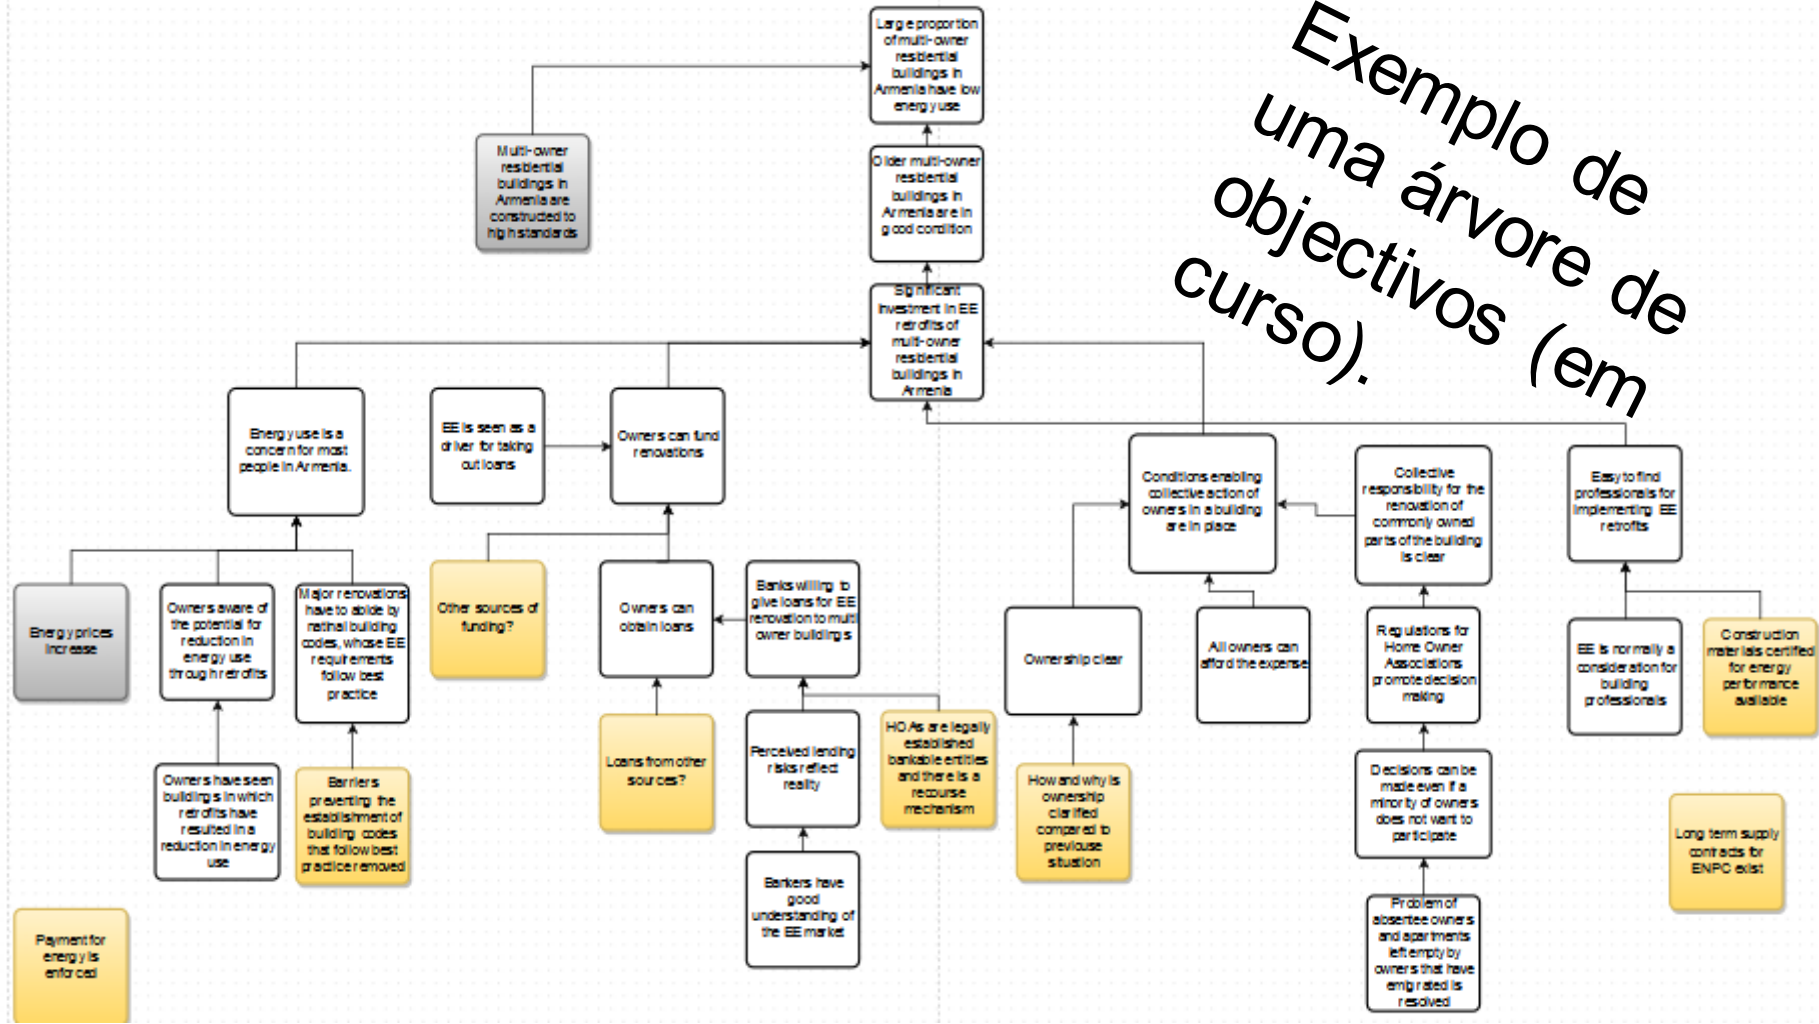 Large proportion
of multi-owner
residential
buildings in
Armenia have low
energy use
Exemplo de
uma árvore de
objectivos (em
curso).
Multi-owner
residential
buildings in
Armenia are
constructed to
high standards
Older multi-owner
residential
buildings in
Armenia are in
good condition
Significant
investment in EE
retrofits of
multi-owner
residential
buildings in
Armenia
Energy use is a
concern for most
people in Armenia.
EE is seen as a
driver for taking
out loans
Owners can fund
renovations
Conditions enabling
collective action of
owners in a building
are in place
Collective
responsibility for the
renovation of
commonly owned
parts of the building
is clear
Easy to find
professionals for
implementing EE
retrofits
Energy prices
increase
Owners aware of
the potential for
reduction in
energy use
through retrofits
Major renovations
have to abide by
natinal building
codes, whose EE
requirements
follow best
practice
Other sources of
funding?
Owners can
obtain loans
Banks willing to
give loans for EE
renovation to multi
owner buildings
Ownership clear
All owners can
afford the expense
Regulations for
Home Owner
Associations
promote decision
making
EE is normally a
consideration for
building
professionals
Construction
materials certified
for energy
performance
available
Owners have seen
buildings in which
retrofits have
resulted in a
reduction in energy
use
Barriers
preventing the
establishment of
building codes
that follow best
practice removed
Loans from other
sources?
Perceived lending
risks reflect
reality
HOAs are legally
established
bankable entities
and there is a
recourse
mechanism
How and why is
ownership
clarified
compared to
previouse
situation
Decisions can be
made even if a
minority of owners
does not want to
participate
Long term supply
contracts for
ENPC exist
Bankers have
good
understanding of
the EE market
Problem of
absentee owners
and apartments
left empty by
owners that have
emigrated is
resolved
Payment for
energy is
enforced